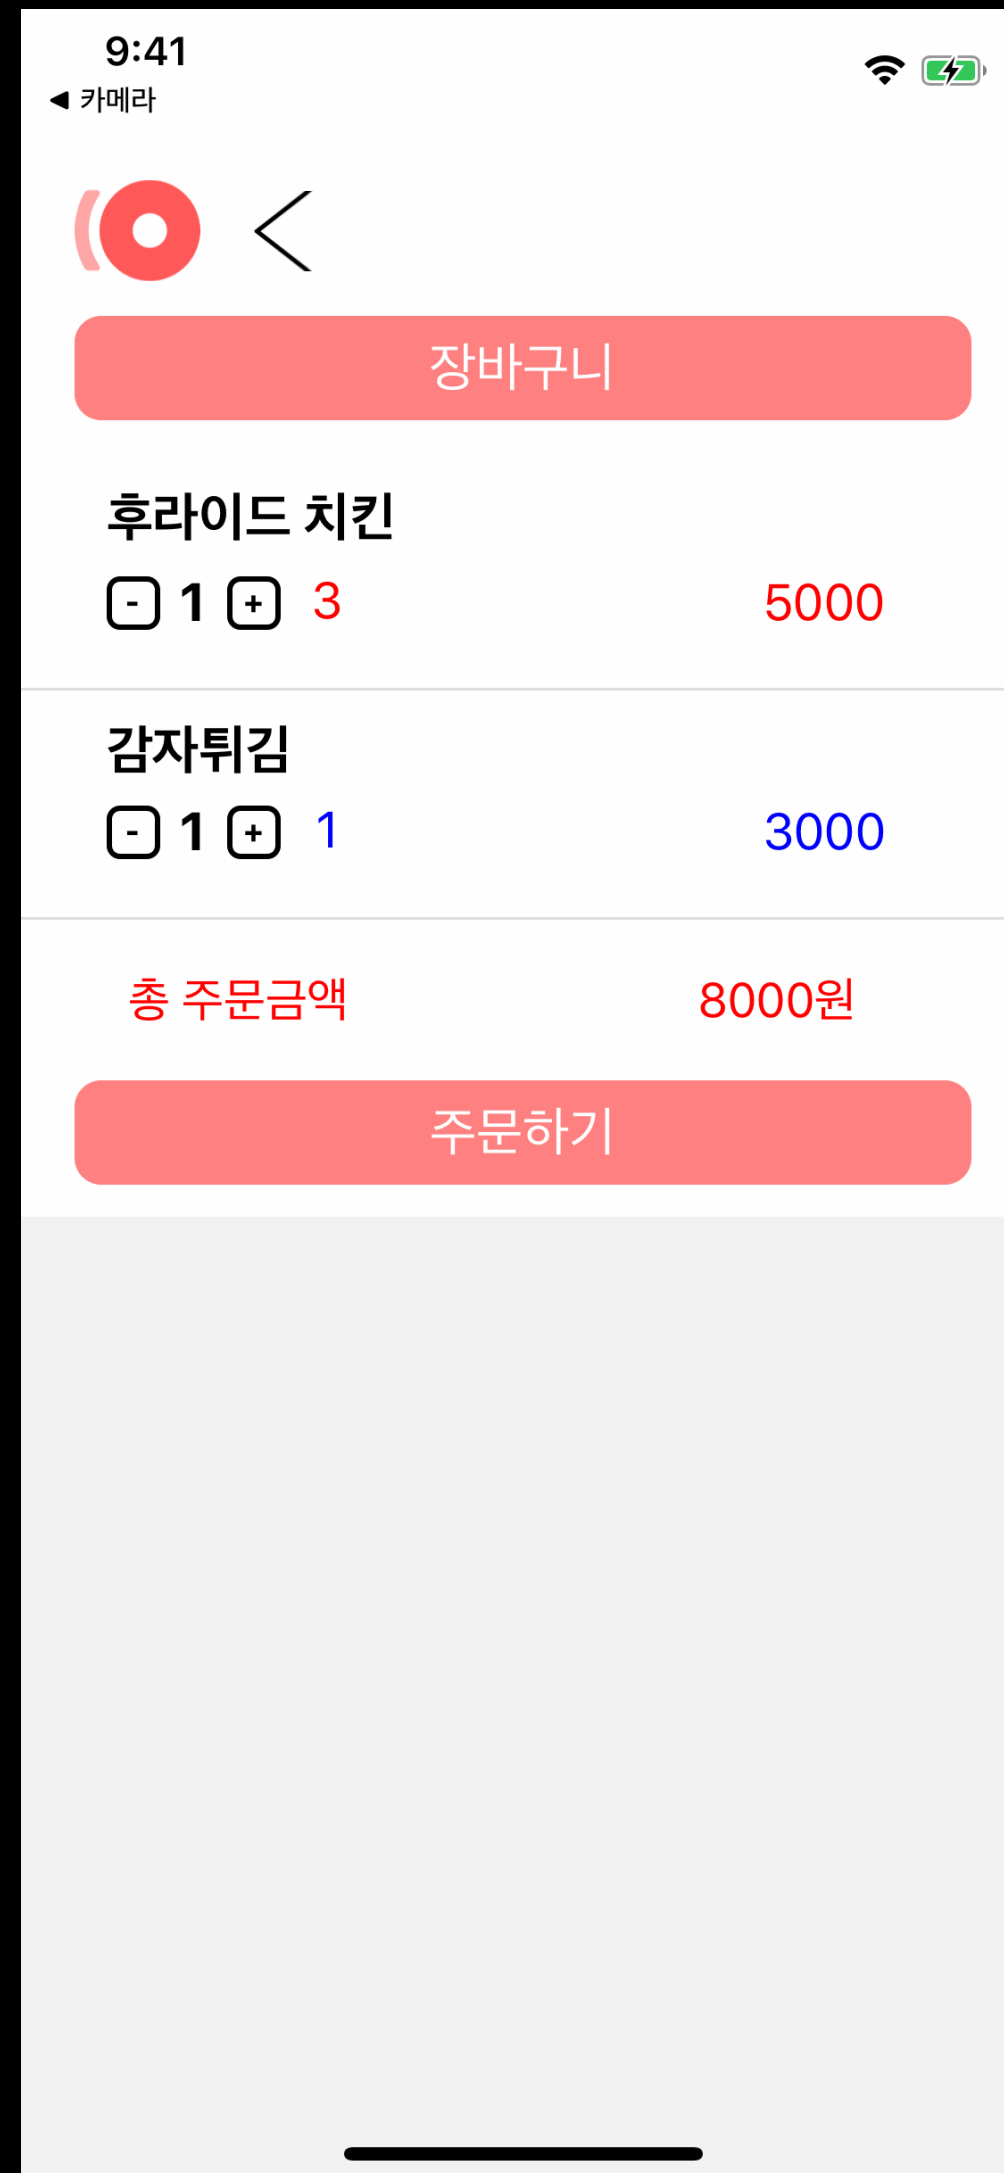 9:41
◀ 카메라
장바구니
후라이드 치킨
- 1 + 3 5000
감자튀김
- 1 + 1 3000
총 주문금액 8000원
주문하기